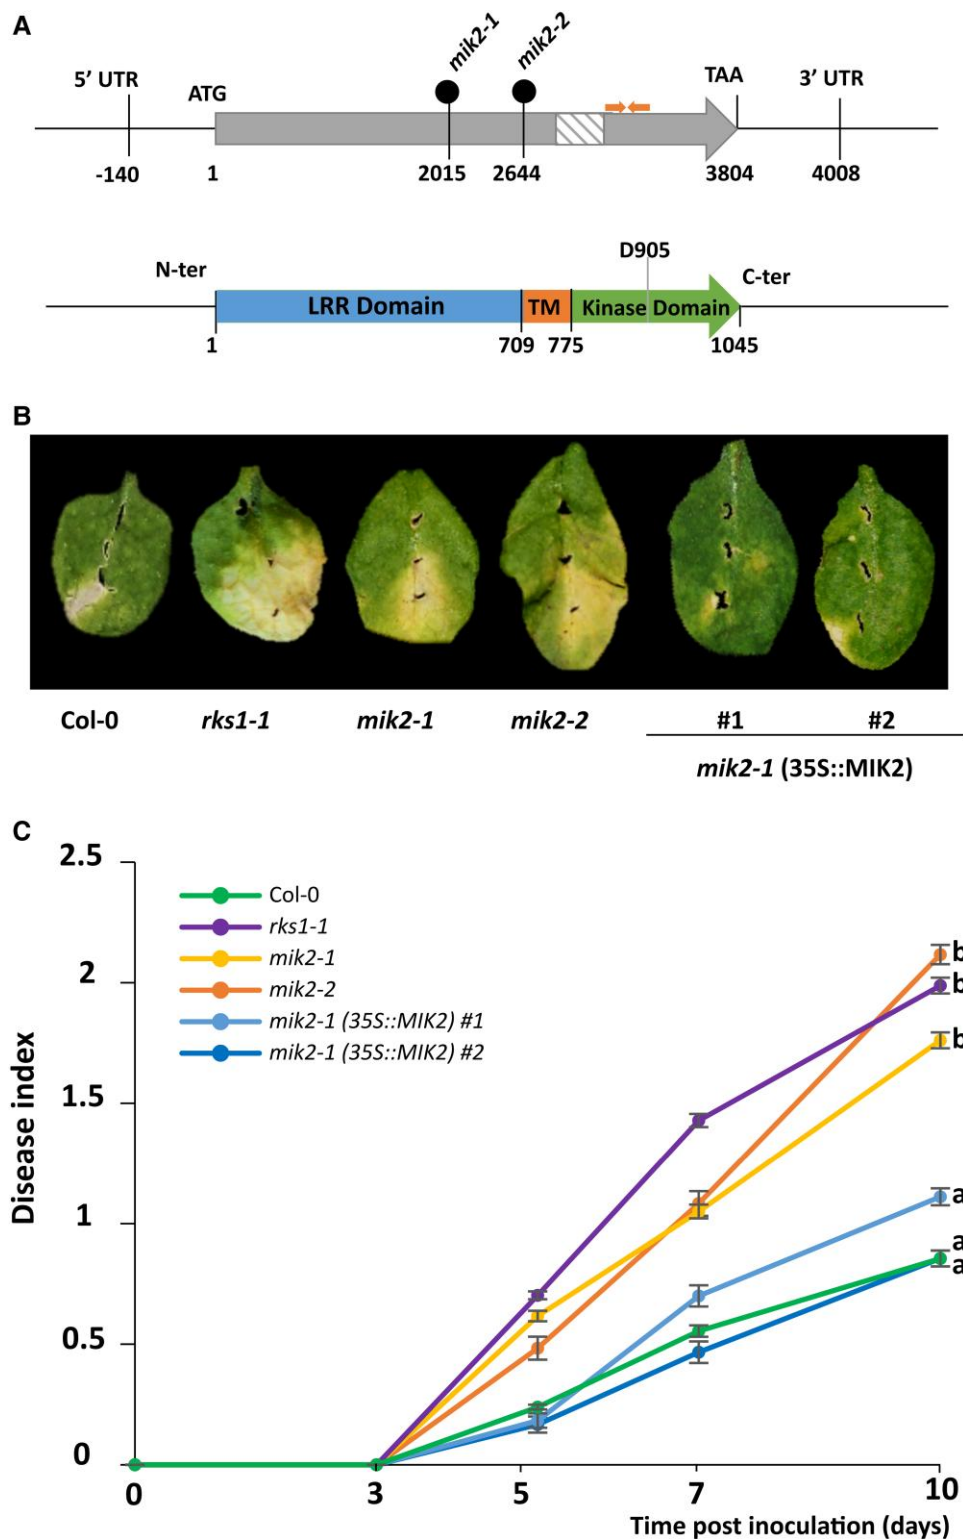 A
mik2-1
mik2-2
5’ UTR
ATG
TAA
3’ UTR
-140
1
2015
2644
3804
4008
D905
N-ter
C-ter
LRR Domain
TM
Kinase Domain
1
709
775
1045
B
Col-0
rks1-1
mik2-1
mik2-2
#1
#2
mik2-1 (35S::MIK2)
C
2.5
2
1.5
1
0.5
0
Disease index
Col-0
rks1-1
mik2-1
mik2-2
mik2-1 (35S::MIK2) #1
mik2-1 (35S::MIK2) #2
b
b
b
a
a
a
0
3
5
7
10
Time post inoculation (days)